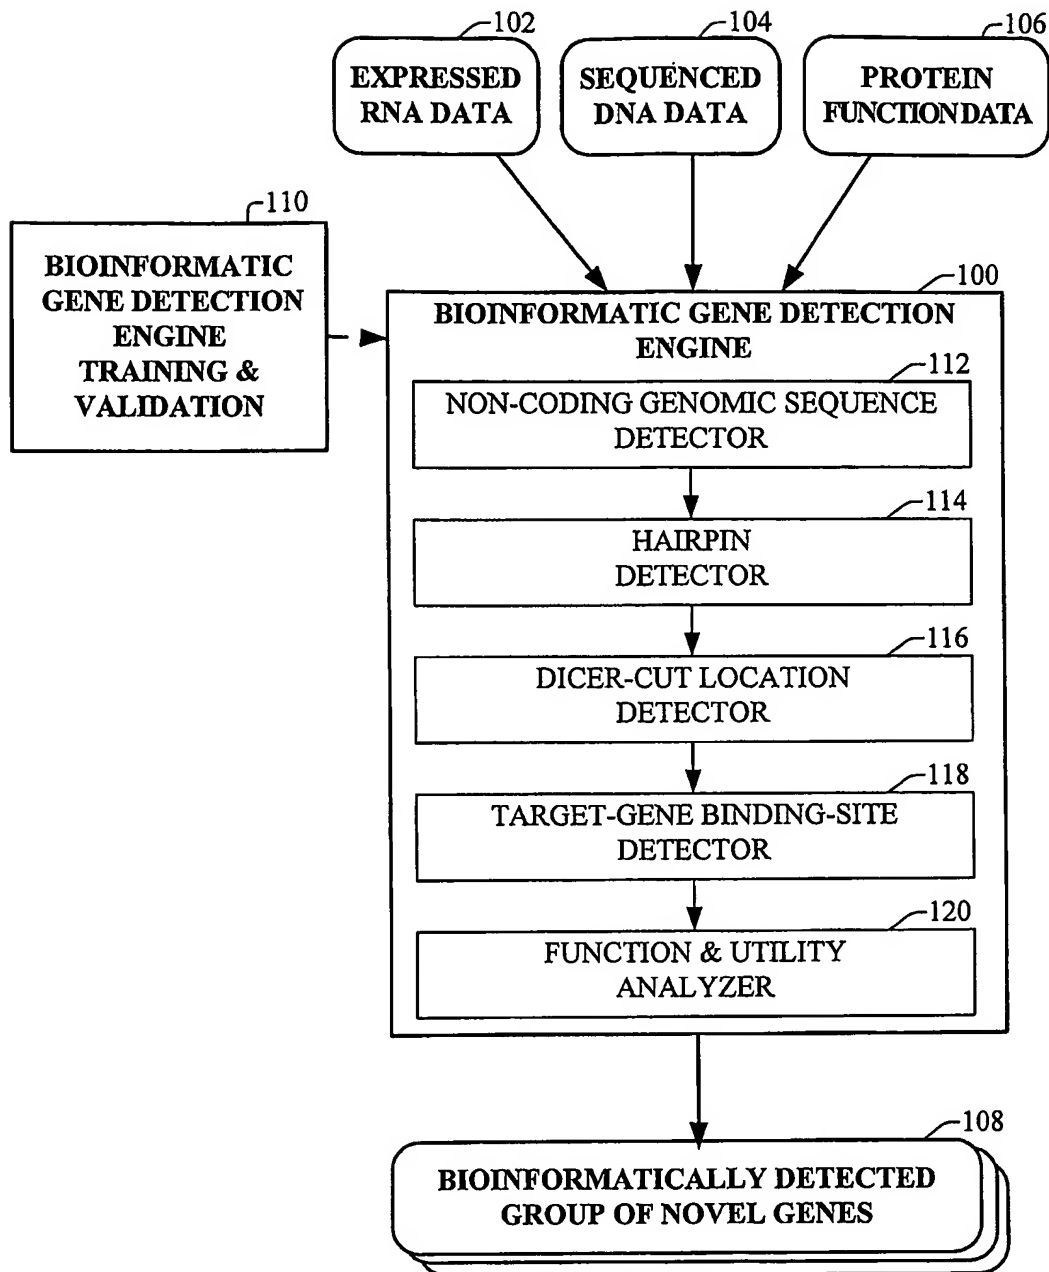 102
104
106
EXPRESSED
RNA DATA
SEQUENCED
DNA DATA
PROTEIN
FUNCTION DATA
110
BIOINFORMATIC
GENE DETECTION
ENGINE
TRAINING &
VALIDATION
100
BIOINFORMATIC GENE DETECTION
ENGINE
112
NON-CODING GENOMIC SEQUENCE
DETECTOR
114
HAIRPIN
DETECTOR
116
DICER-CUT LOCATION
DETECTOR
118
TARGET-GENE BINDING-SITE
DETECTOR
120
FUNCTION & UTILITY
ANALYZER
108
BIOINFORMATICALLY DETECTED
GROUP OF NOVEL GENES